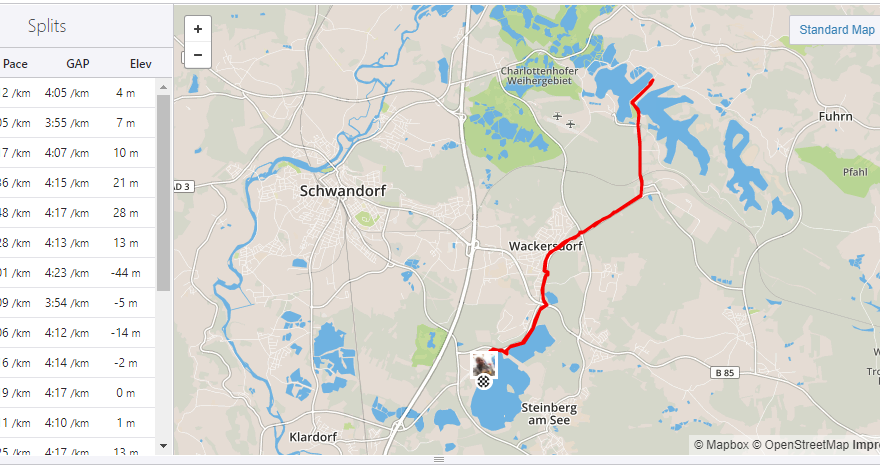 Splits
Pace GAP Elev
2 /km 4:05 /km 4 m
05 /km 3:55 /km 7 m
7 /km 4:07 /km 10 m
36 /km 4:15 /km 21 m
48 /km 4:17 /km 28 m
28 /km 4:13 /km 13 m
01 /km 4:23 /km -44 m
09 /km 3:54 /km -5 m
06 /km 4:12 /km -14 m
6 /km 4:14 /km -2 m
9 /km 4:17 /km 0 m
1 /km 4:10 /km 1 m
25 /km 4:17 /km 13 m
+
−
Standard Map
Charlottenhofer
Weihergebiet
Fuhrn
Pfahl
AD 3
Schwandorf
Wackersdorf
B 85
W
Tro
Steinberg
am See
Klardorf
© Mapbox © OpenStreetMap Impro